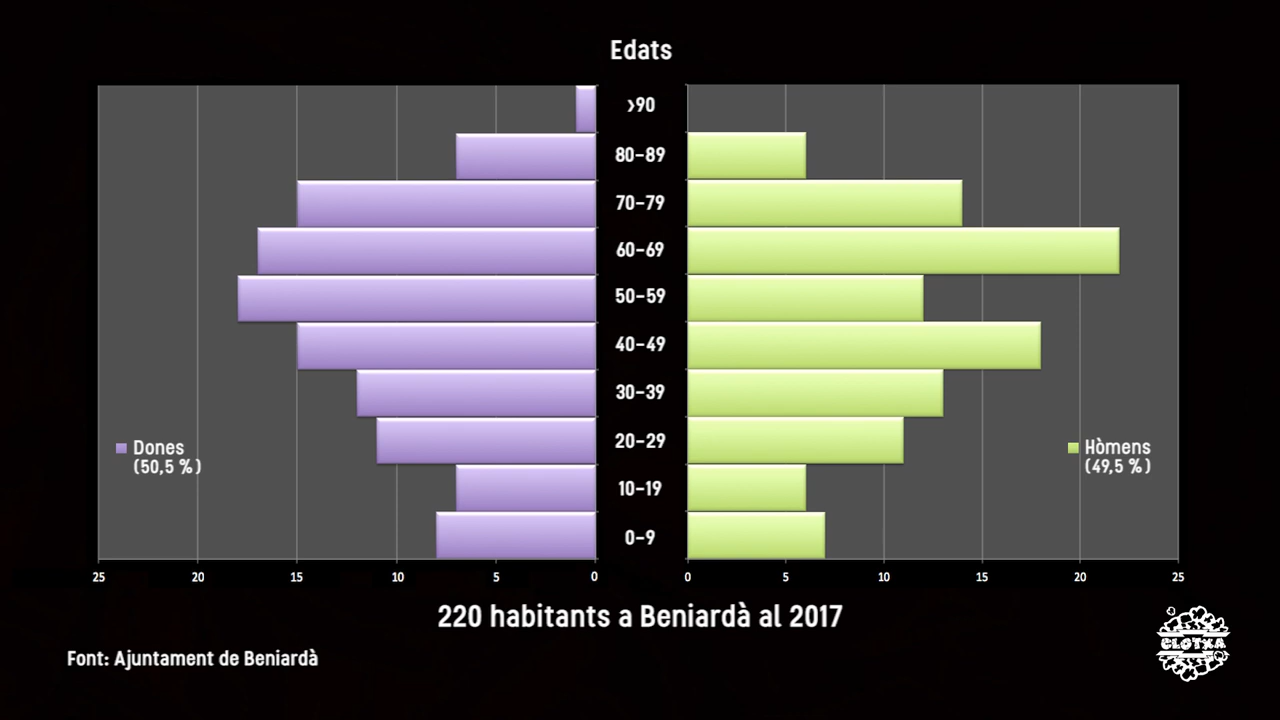 Edats
>90
80-89
70-79
60-69
50-59
40-49
30-39
20-29
10-19
0-9
Dones
(50,5 %)
Hòmens
(49,5 %)
25 20 15 10 5 0
0 5 10 15 20 25
220 habitants a Beniardà al 2017
Font: Ajuntament de Beniardà
CLOTXA